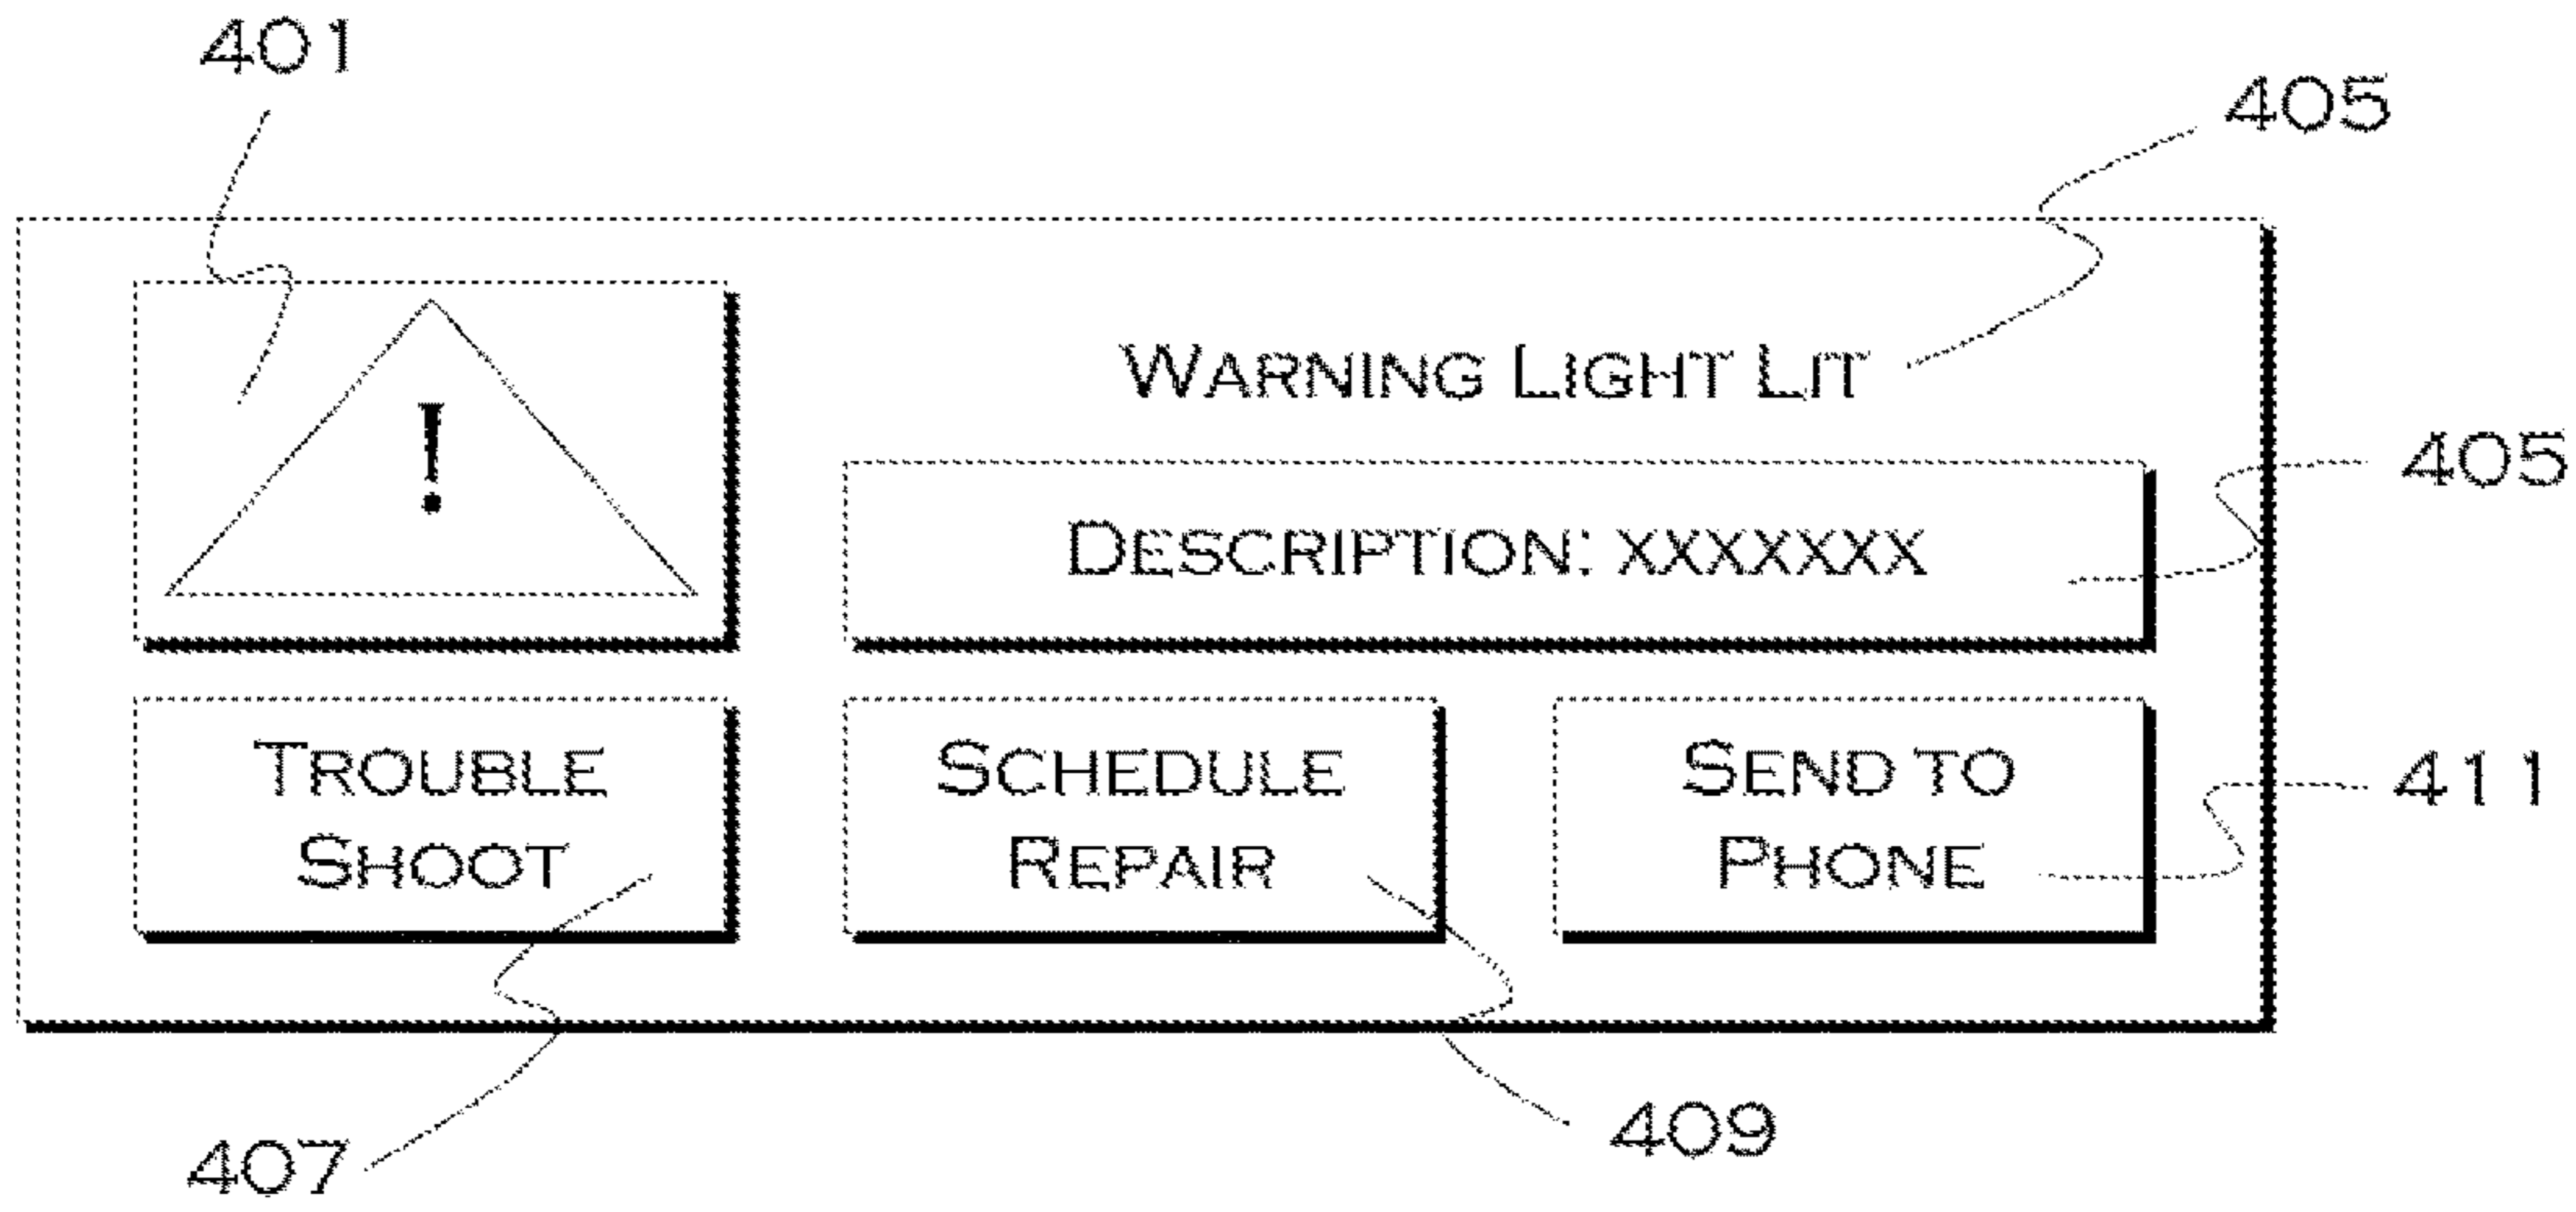 401
405
!
WARNING LIGHT LIT
405
DESCRIPTION: XXXXXXX
TROUBLE
SHOOT
SCHEDULE
REPAIR
SEND TO
PHONE
411
407
409